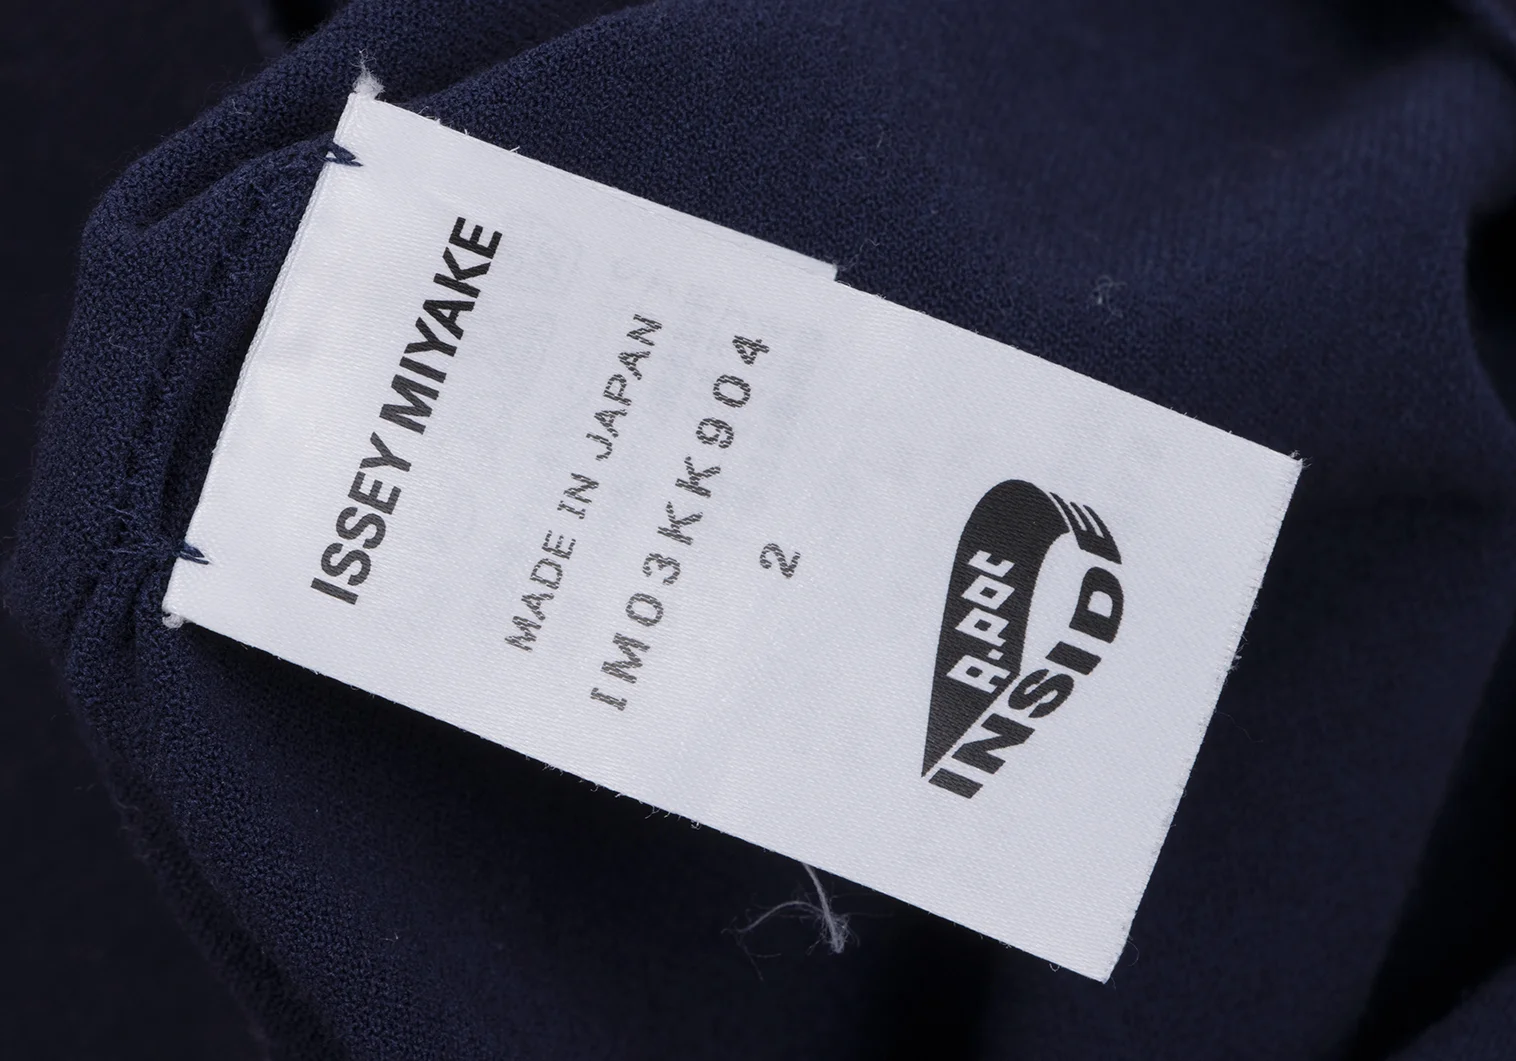 ISSEY MIYAKE
MADE IN JAPAN
IM03KK904
2
A.POC
INSIDE